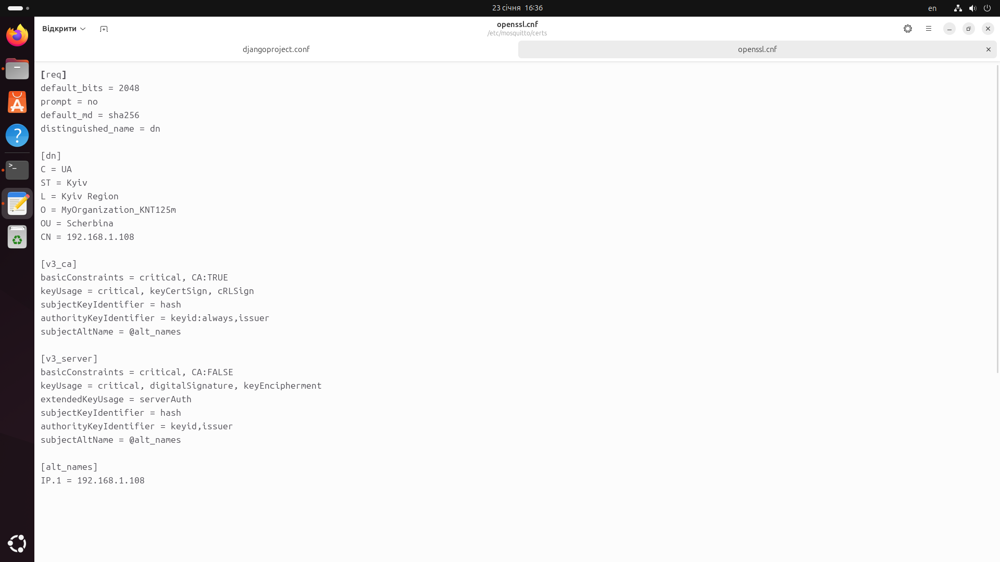 23 січня 16:36
en
Відкрити
openssl.cnf
/etc/mosquitto/certs
djangoproject.conf
openssl.cnf
[req]
default_bits = 2048
prompt = no
default_md = sha256
distinguished_name = dn
[dn]
C = UA
ST = Kyiv
L = Kyiv Region
O = MyOrganization_KNT125m
OU = Scherbina
CN = 192.168.1.108
[v3_ca]
basicConstraints = critical, CA:TRUE
keyUsage = critical, keyCertSign, cRLSign
subjectKeyIdentifier = hash
authorityKeyIdentifier = keyid:always,issuer
subjectAltName = @alt_names
[v3_server]
basicConstraints = critical, CA:FALSE
keyUsage = critical, digitalSignature, keyEncipherment
extendedKeyUsage = serverAuth
subjectKeyIdentifier = hash
authorityKeyIdentifier = keyid,issuer
subjectAltName = @alt_names
[alt_names]
IP.1 = 192.168.1.108